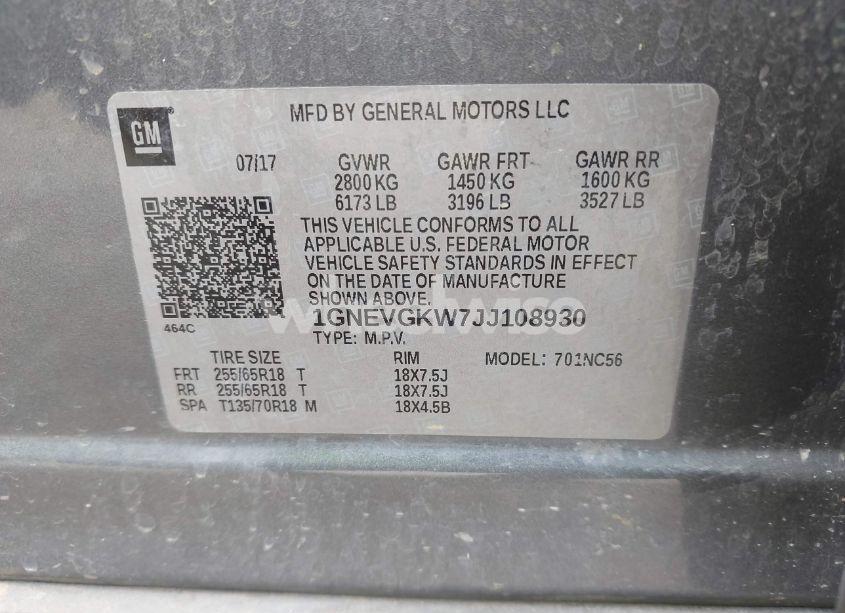 MFD BY GENERAL MOTORS LLC
GM
07/17 GVWR GAWR FRT GAWR RR
2800 KG 1450 KG 1600 KG
6173 LB 3196 LB 3527 LB
THIS VEHICLE CONFORMS TO ALL
APPLICABLE U.S. FEDERAL MOTOR
VEHICLE SAFETY STANDARDS IN EFFECT
ON THE DATE OF MANUFACTURE
SHOWN ABOVE.
464C
1GNEVGKW7JJ108930
TYPE: M.P.V.
TIRE SIZE RIM MODEL: 701NC56
FRT 255/65R18 T 18X7.5J
RR 255/65R18 T 18X7.5J
SPA T135/70R18 M 18X4.5B